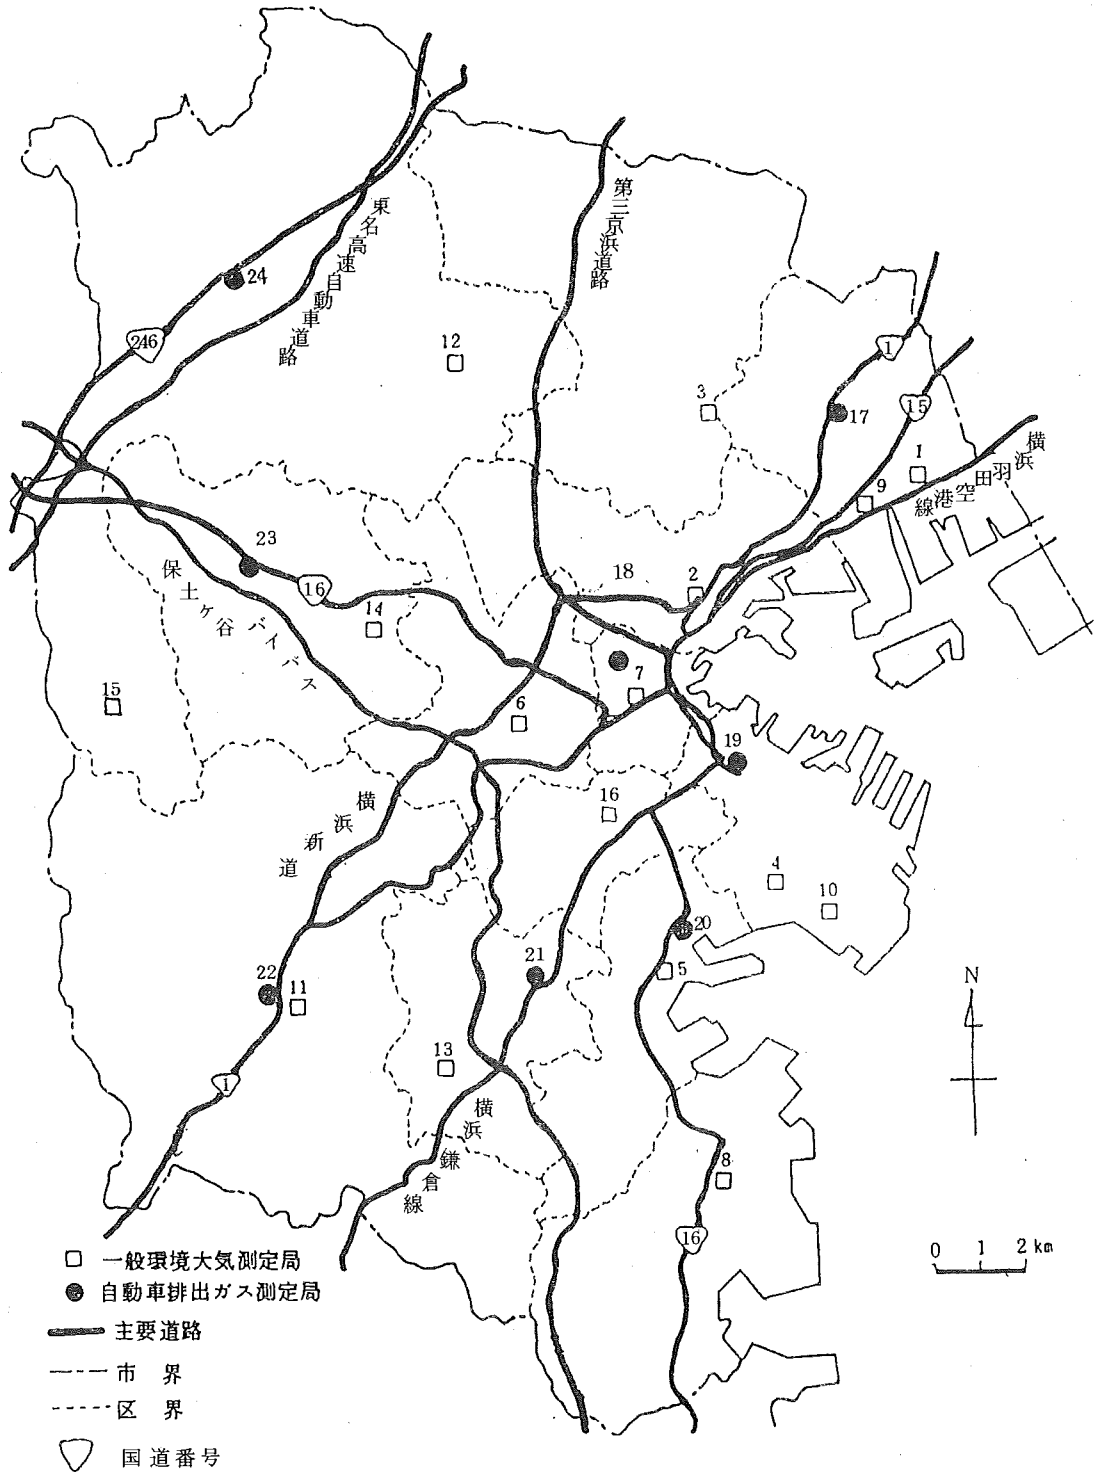 東名高速自動車道路
第三京浜道路
24
246
12
3
1
17
15
1
9
横浜羽田空港線
23
16
保土ヶ谷バイパス
14
18
2
15
6
7
19
16
横浜新道
4
10
20
5
21
22
11
13
1
横浜鎌倉線
8
16
N
0 1 2 km
一般環境大気測定局
自動車排出ガス測定局
主要道路
市 界
区 界
国道番号